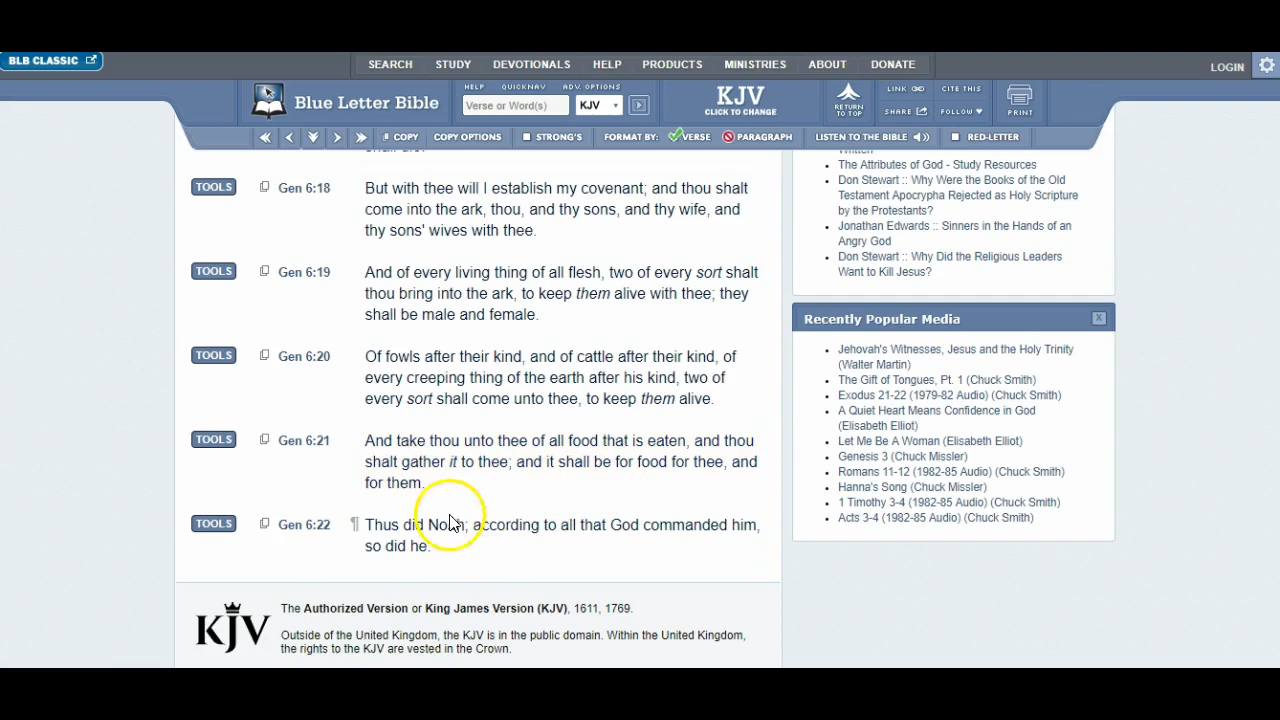 BLB CLASSIC
SEARCH STUDY DEVOTIONALS HELP PRODUCTS MINISTRIES ABOUT DONATE
LOGIN
Blue Letter Bible
HELP QUICKNAV ADV. OPTIONS
Verse or Word(s) KJV
KJV
CLICK TO CHANGE
RETURN
TO TOP
LINK CITE THIS
SHARE FOLLOW
PRINT
COPY COPY OPTIONS STRONG'S FORMAT BY: VERSE PARAGRAPH LISTEN TO THE BIBLE RED-LETTER
TOOLS Gen 6:18 But with thee will I establish my covenant; and thou shalt
come into the ark, thou, and thy sons, and thy wife, and
thy sons' wives with thee.
TOOLS Gen 6:19 And of every living thing of all flesh, two of every sort shalt
thou bring into the ark, to keep them alive with thee; they
shall be male and female.
TOOLS Gen 6:20 Of fowls after their kind, and of cattle after their kind, of
every creeping thing of the earth after his kind, two of
every sort shall come unto thee, to keep them alive.
TOOLS Gen 6:21 And take thou unto thee of all food that is eaten, and thou
shalt gather it to thee; and it shall be for food for thee, and
for them.
TOOLS Gen 6:22 ¶ Thus did Noah; according to all that God commanded him,
so did he.
KJV
The Authorized Version or King James Version (KJV), 1611, 1769.
Outside of the United Kingdom, the KJV is in the public domain. Within the United Kingdom,
the rights to the KJV are vested in the Crown.
Written
The Attributes of God - Study Resources
Don Stewart :: Why Were the Books of the Old
Testament Apocrypha Rejected as Holy Scripture
by the Protestants?
Jonathan Edwards :: Sinners in the Hands of an
Angry God
Don Stewart :: Why Did the Religious Leaders
Want to Kill Jesus?
Recently Popular Media X
Jehovah's Witnesses, Jesus and the Holy Trinity
(Walter Martin)
The Gift of Tongues, Pt. 1 (Chuck Smith)
Exodus 21-22 (1979-82 Audio) (Chuck Smith)
A Quiet Heart Means Confidence in God
(Elisabeth Elliot)
Let Me Be A Woman (Elisabeth Elliot)
Genesis 3 (Chuck Missler)
Romans 11-12 (1982-85 Audio) (Chuck Smith)
Hanna's Song (Chuck Missler)
1 Timothy 3-4 (1982-85 Audio) (Chuck Smith)
Acts 3-4 (1982-85 Audio) (Chuck Smith)